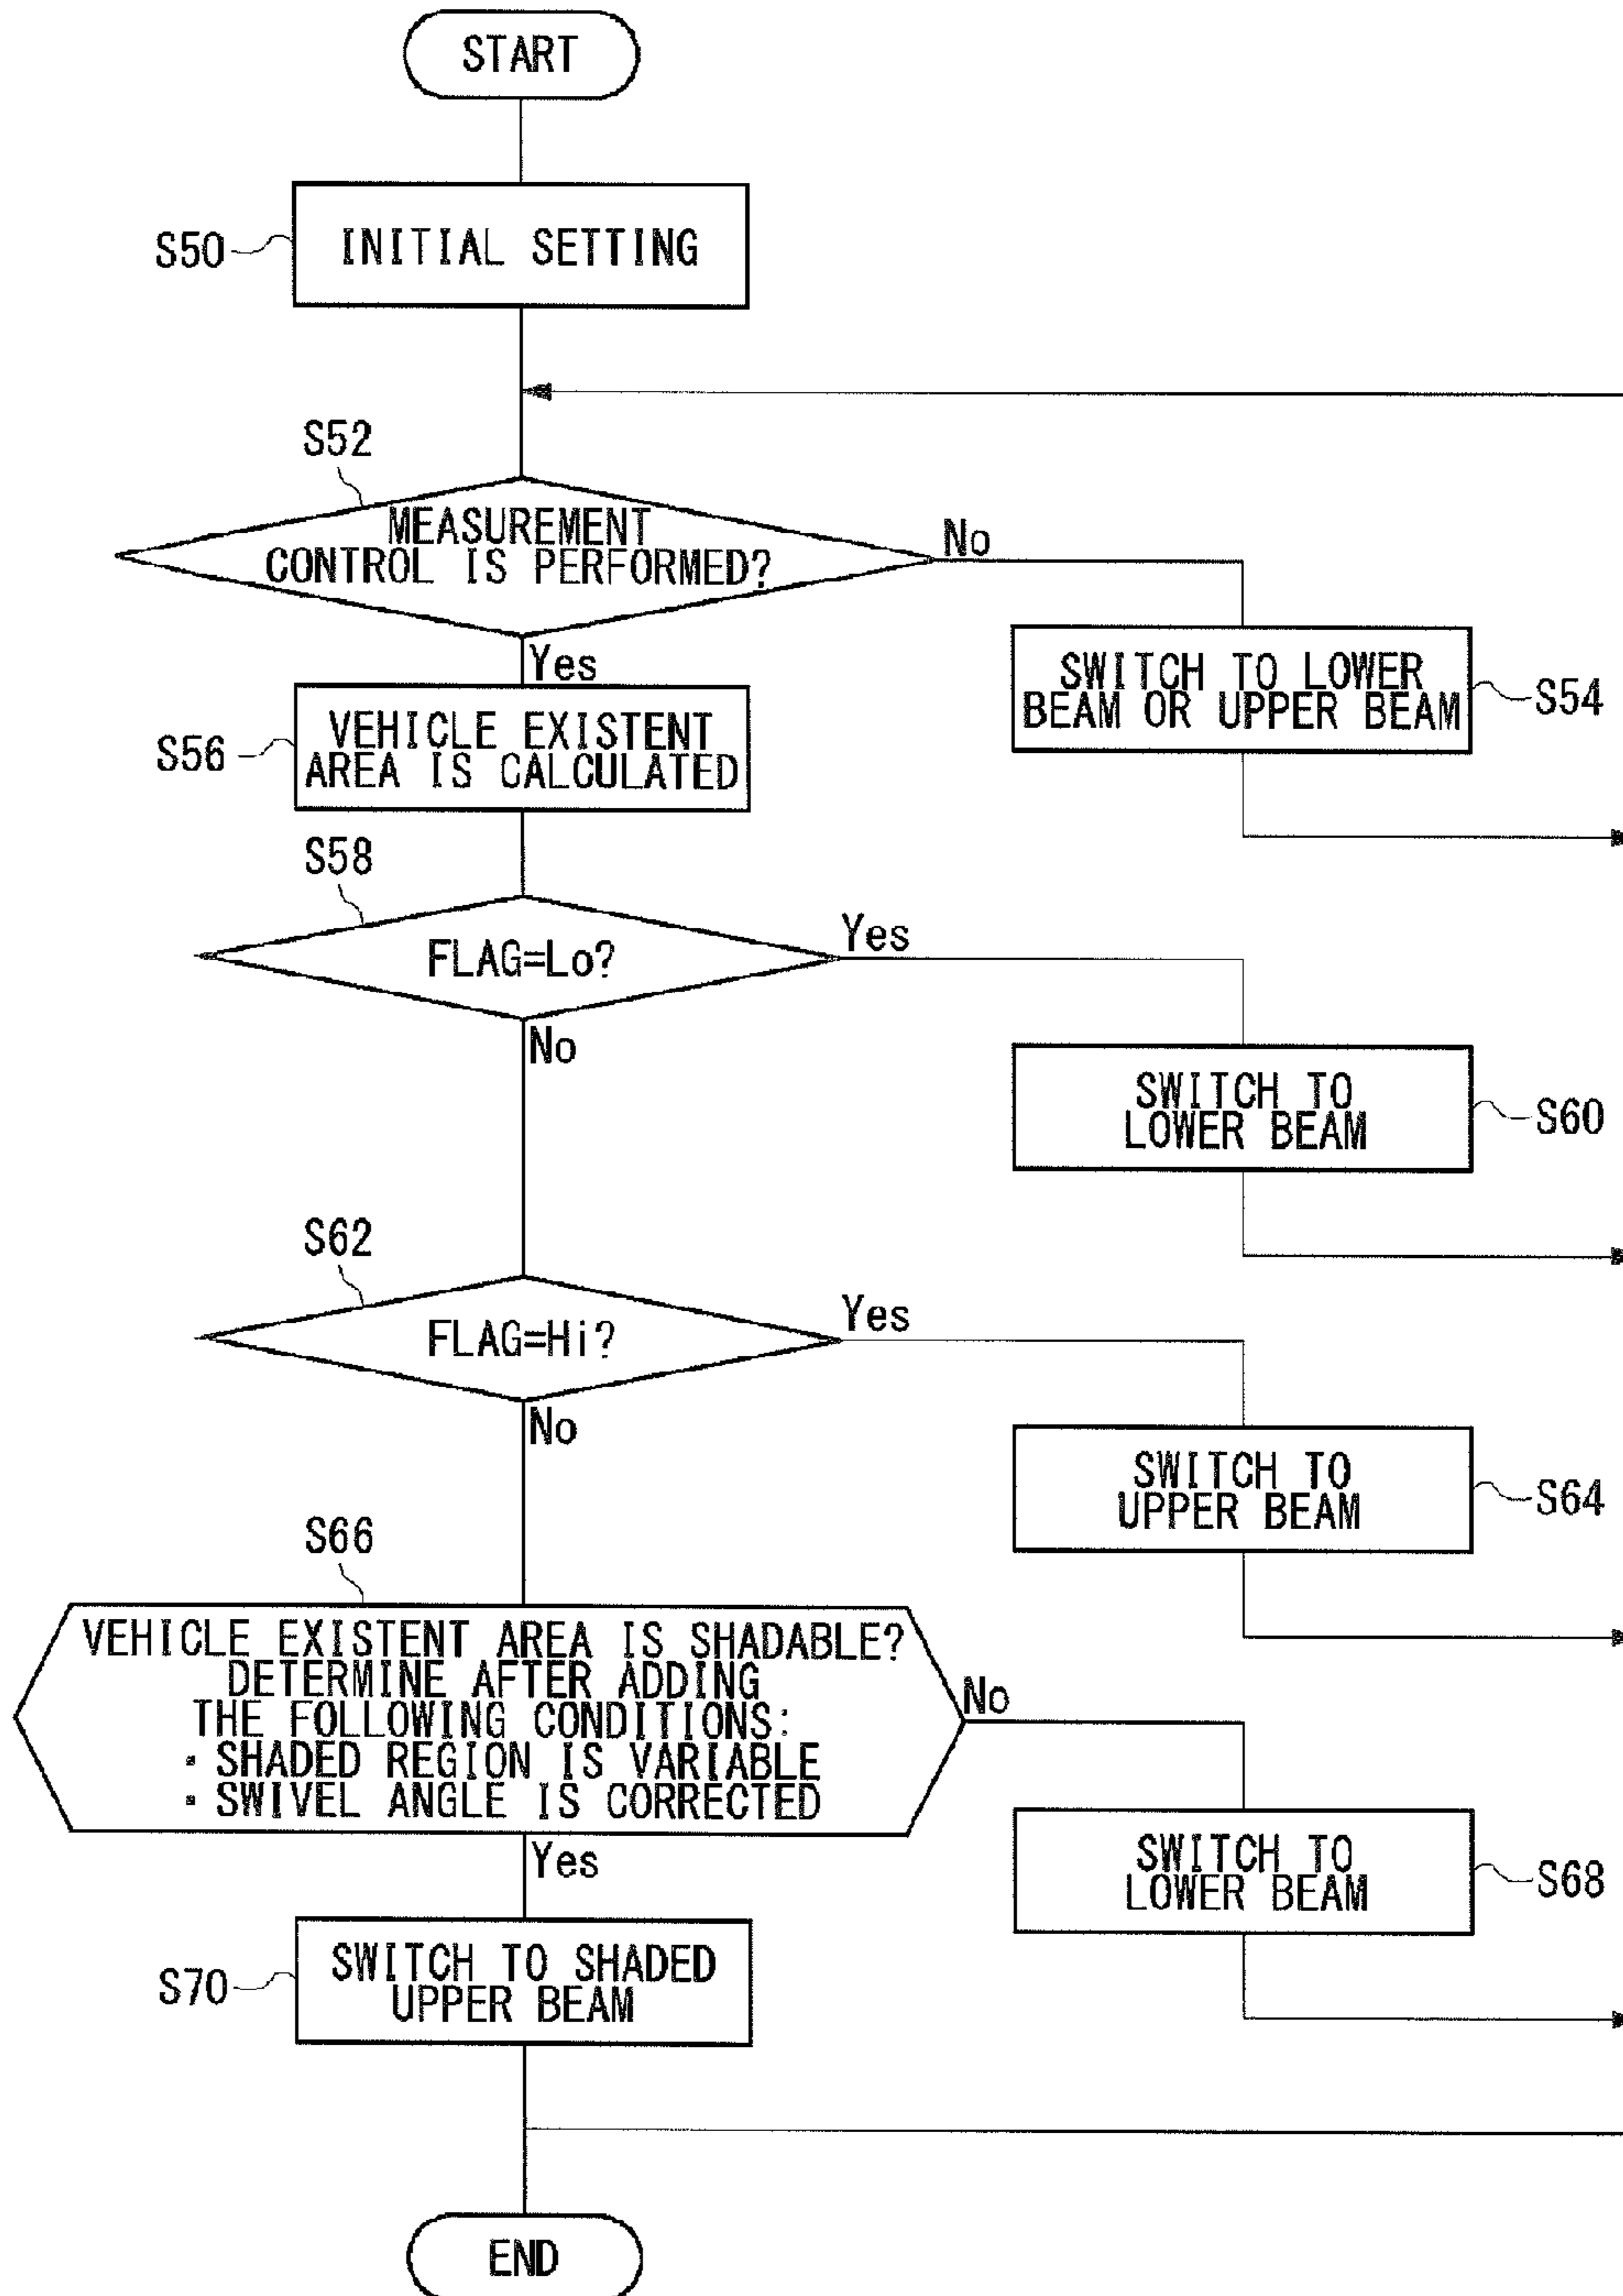 START
S50
INITIAL SETTING
S52
MEASUREMENT
CONTROL IS PERFORMED?
No
Yes
SWITCH TO LOWER
BEAM OR UPPER BEAM
S54
S56
VEHICLE EXISTENT
AREA IS CALCULATED
S58
FLAG=Lo?
Yes
No
SWITCH TO
LOWER BEAM
S60
S62
FLAG=Hi?
Yes
No
SWITCH TO
UPPER BEAM
S64
S66
VEHICLE EXISTENT AREA IS SHADABLE?
DETERMINE AFTER ADDING
THE FOLLOWING CONDITIONS:
・SHADED REGION IS VARIABLE
・SWIVEL ANGLE IS CORRECTED
No
Yes
SWITCH TO
LOWER BEAM
S68
S70
SWITCH TO SHADED
UPPER BEAM
END